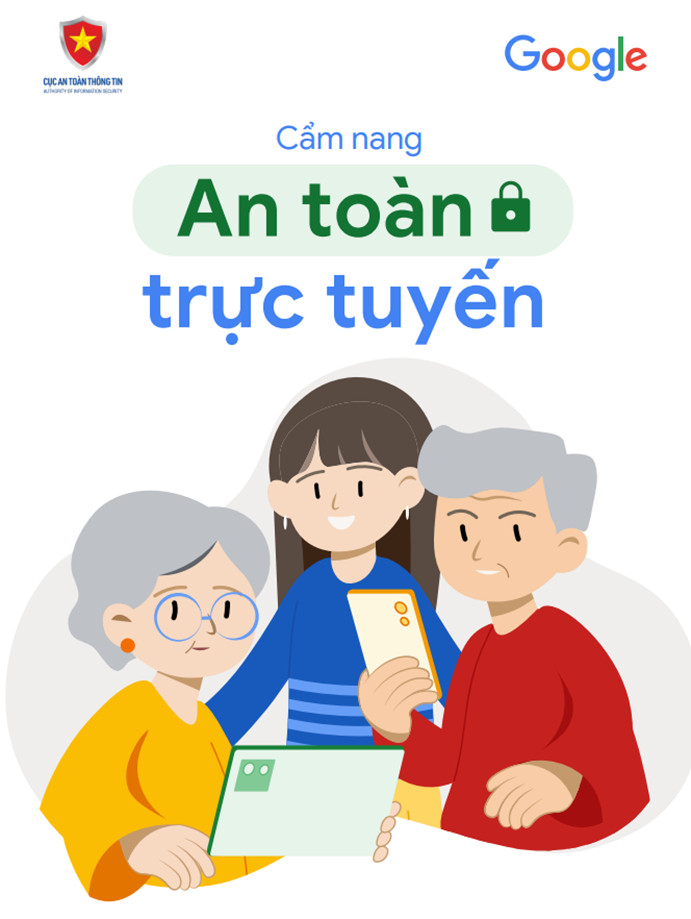 CỤC AN TOÀN THÔNG TIN
AUTHORITY OF INFORMATION SECURITY
Google
Cẩm nang
An toàn
trực tuyến